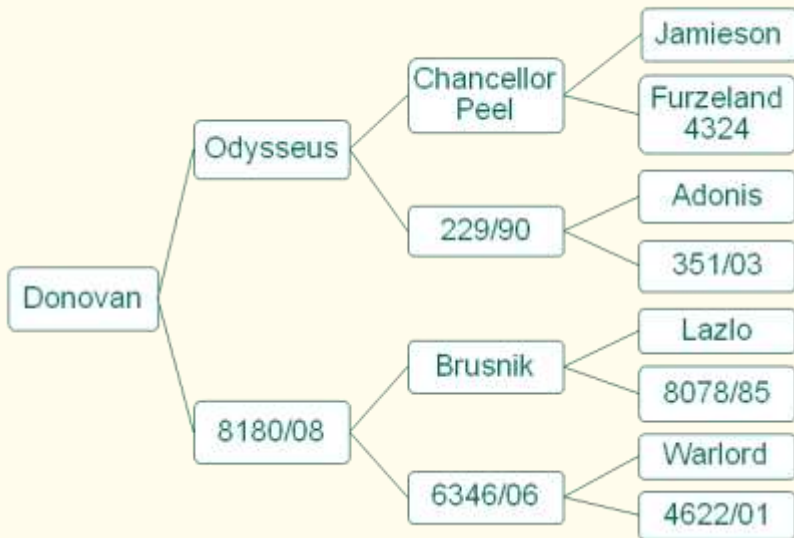 Jamieson
Chancellor
Peel
Furzeland
4324
Odysseus
Adonis
229/90
351/03
Donovan
Lazlo
Brusnik
8078/85
8180/08
Warlord
6346/06
4622/01